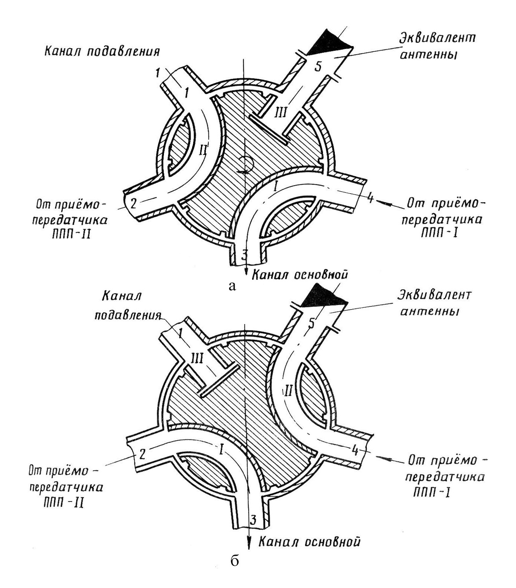 Канал подавления
Эквивалент
антенны
1
1
5
III
II
I
2
4
От приёмо-
передатчика
ППП-II
От приёмо-
передатчика
ППП-I
3
Канал основной
а
Канал
подавления
Эквивалент
антенны
1
5
III
II
I
2
4
От приёмо-
передатчика
ППП-II
От приёмо-
передатчика
ППП-I
3
Канал основной
б